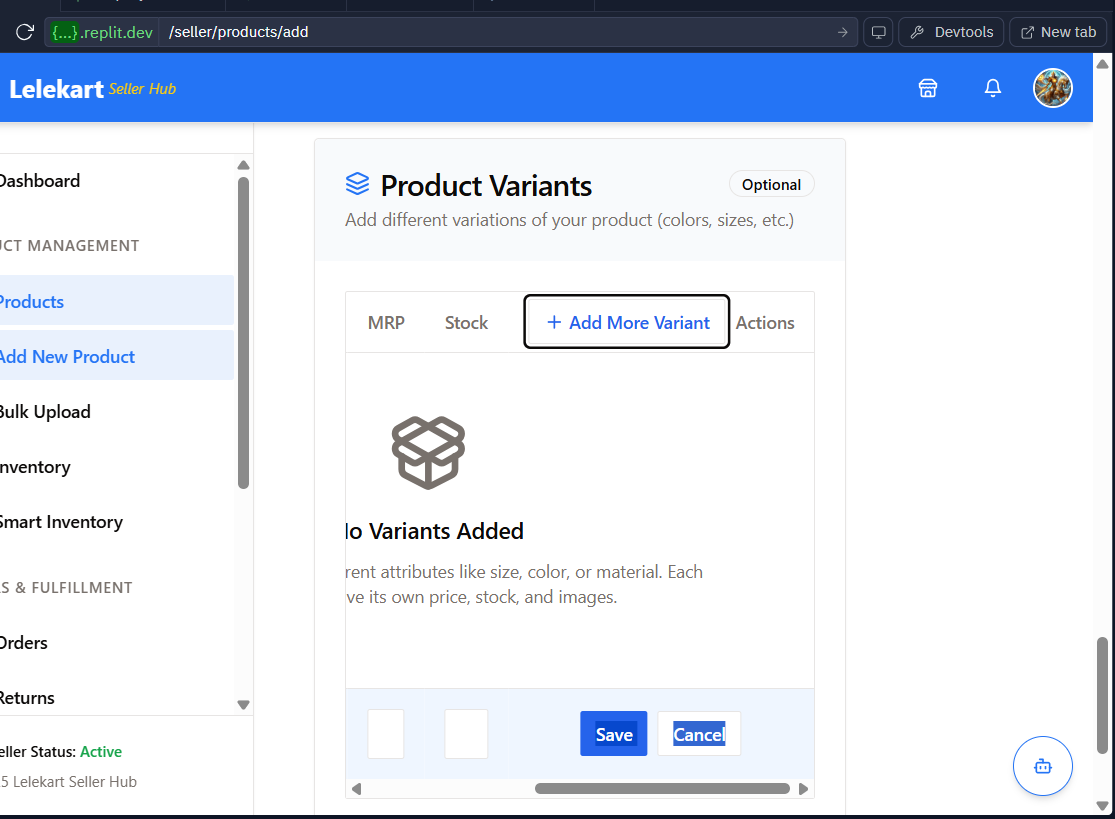 {...}.replit.dev /seller/products/add → Devtools New tab
Lelekart Seller Hub
Dashboard
UCT MANAGEMENT
Products
Add New Product
Bulk Upload
Inventory
Smart Inventory
S & FULFILLMENT
Orders
Returns
eller Status: Active
5 Lelekart Seller Hub
Product Variants Optional
Add different variations of your product (colors, sizes, etc.)
MRP Stock + Add More Variant Actions
No Variants Added
rent attributes like size, color, or material. Each
ve its own price, stock, and images.
Save Cancel